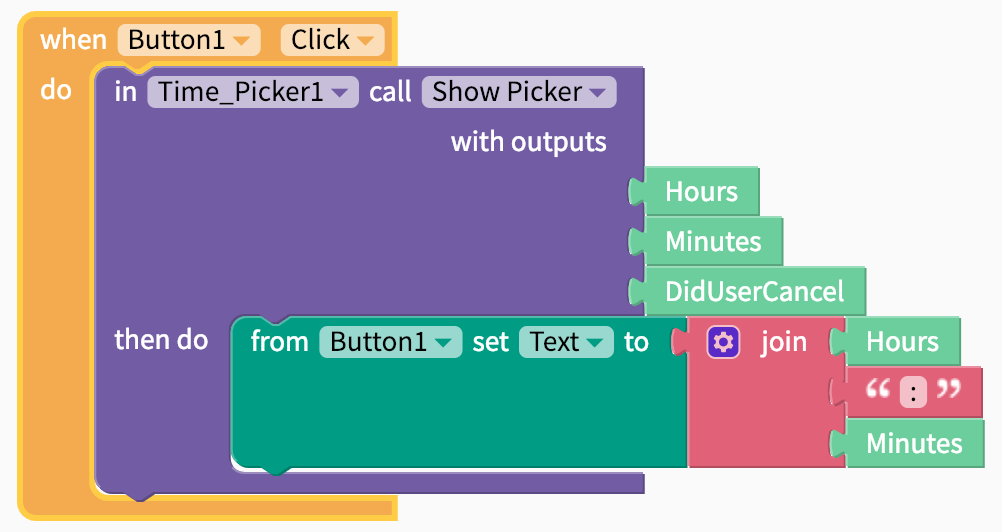 when Button1 Click
do in Time_Picker1 call Show Picker
with outputs
Hours
Minutes
DidUserCancel
then do from Button1 set Text to join Hours
“ : ”
Minutes